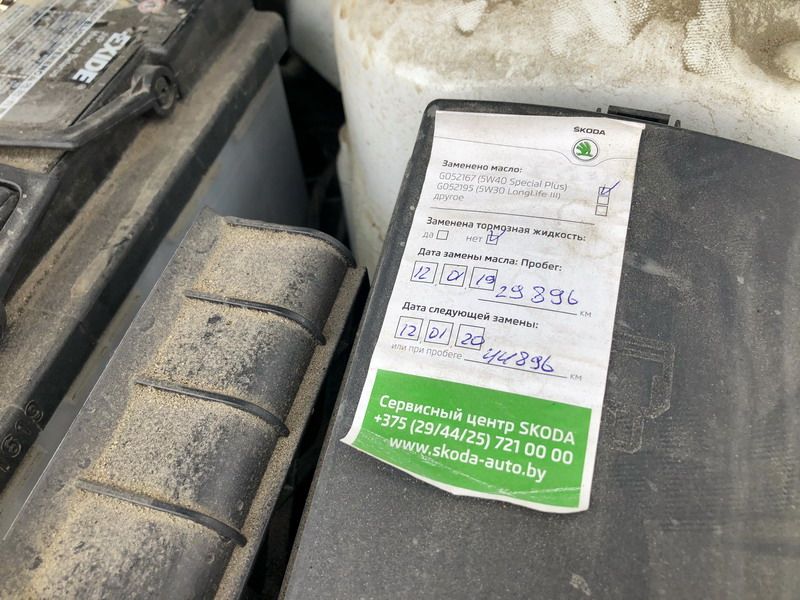 EXIDE
ŠKODA
Заменено масло:
G052167 (5W40 Special Plus)
G052195 (5W30 LongLife III)
другое
Заменена тормозная жидкость:
да нет
Дата замены масла: Пробег:
12 01 19 29896 км
Дата следующей замены:
12 01 20
или при пробеге 44896 км
Сервисный центр SKODA
+375 (29/44/25) 721 00 00
www.skoda-auto.by